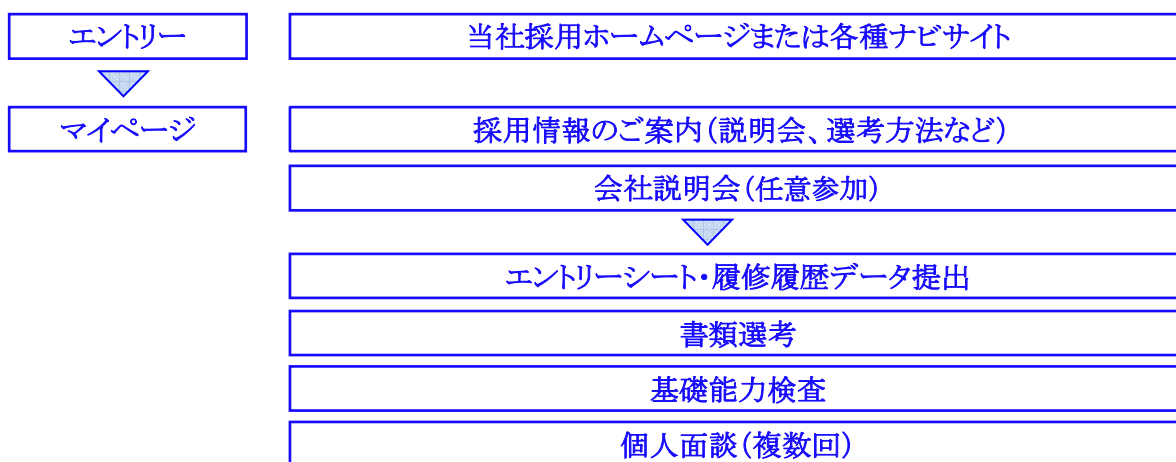 エントリー
当社採用ホームページまたは各種ナビサイト
マイページ
採用情報のご案内(説明会、選考方法など)
会社説明会(任意参加)
エントリーシート・履修履歴データ提出
書類選考
基礎能力検査
個人面談(複数回)